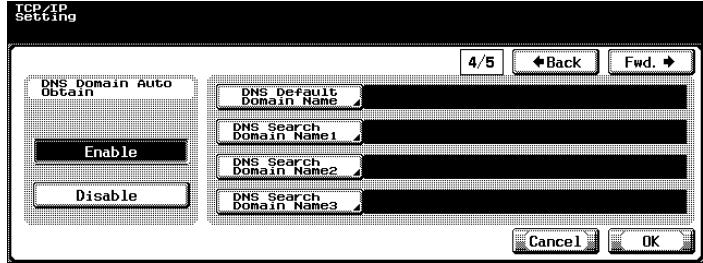 TCP/IP
Setting
4/5
←Back
Fwd. →
DNS Domain Auto
Obtain
Enable
Disable
DNS Default
Domain Name
DNS Search
Domain Name1
DNS Search
Domain Name2
DNS Search
Domain Name3
Cancel
OK